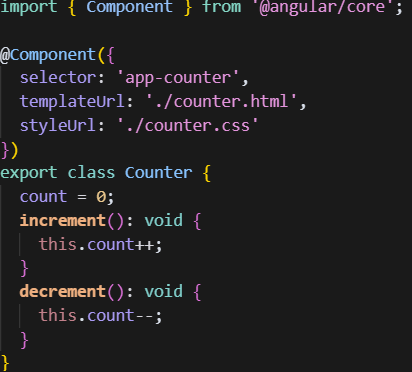 import { Component } from '@angular/core';

@Component({
  selector: 'app-counter',
  templateUrl: './counter.html',
  styleUrl: './counter.css'
})
export class Counter {
  count = 0;
  increment(): void {
    this.count++;
  }
  decrement(): void {
    this.count--;
  }
}